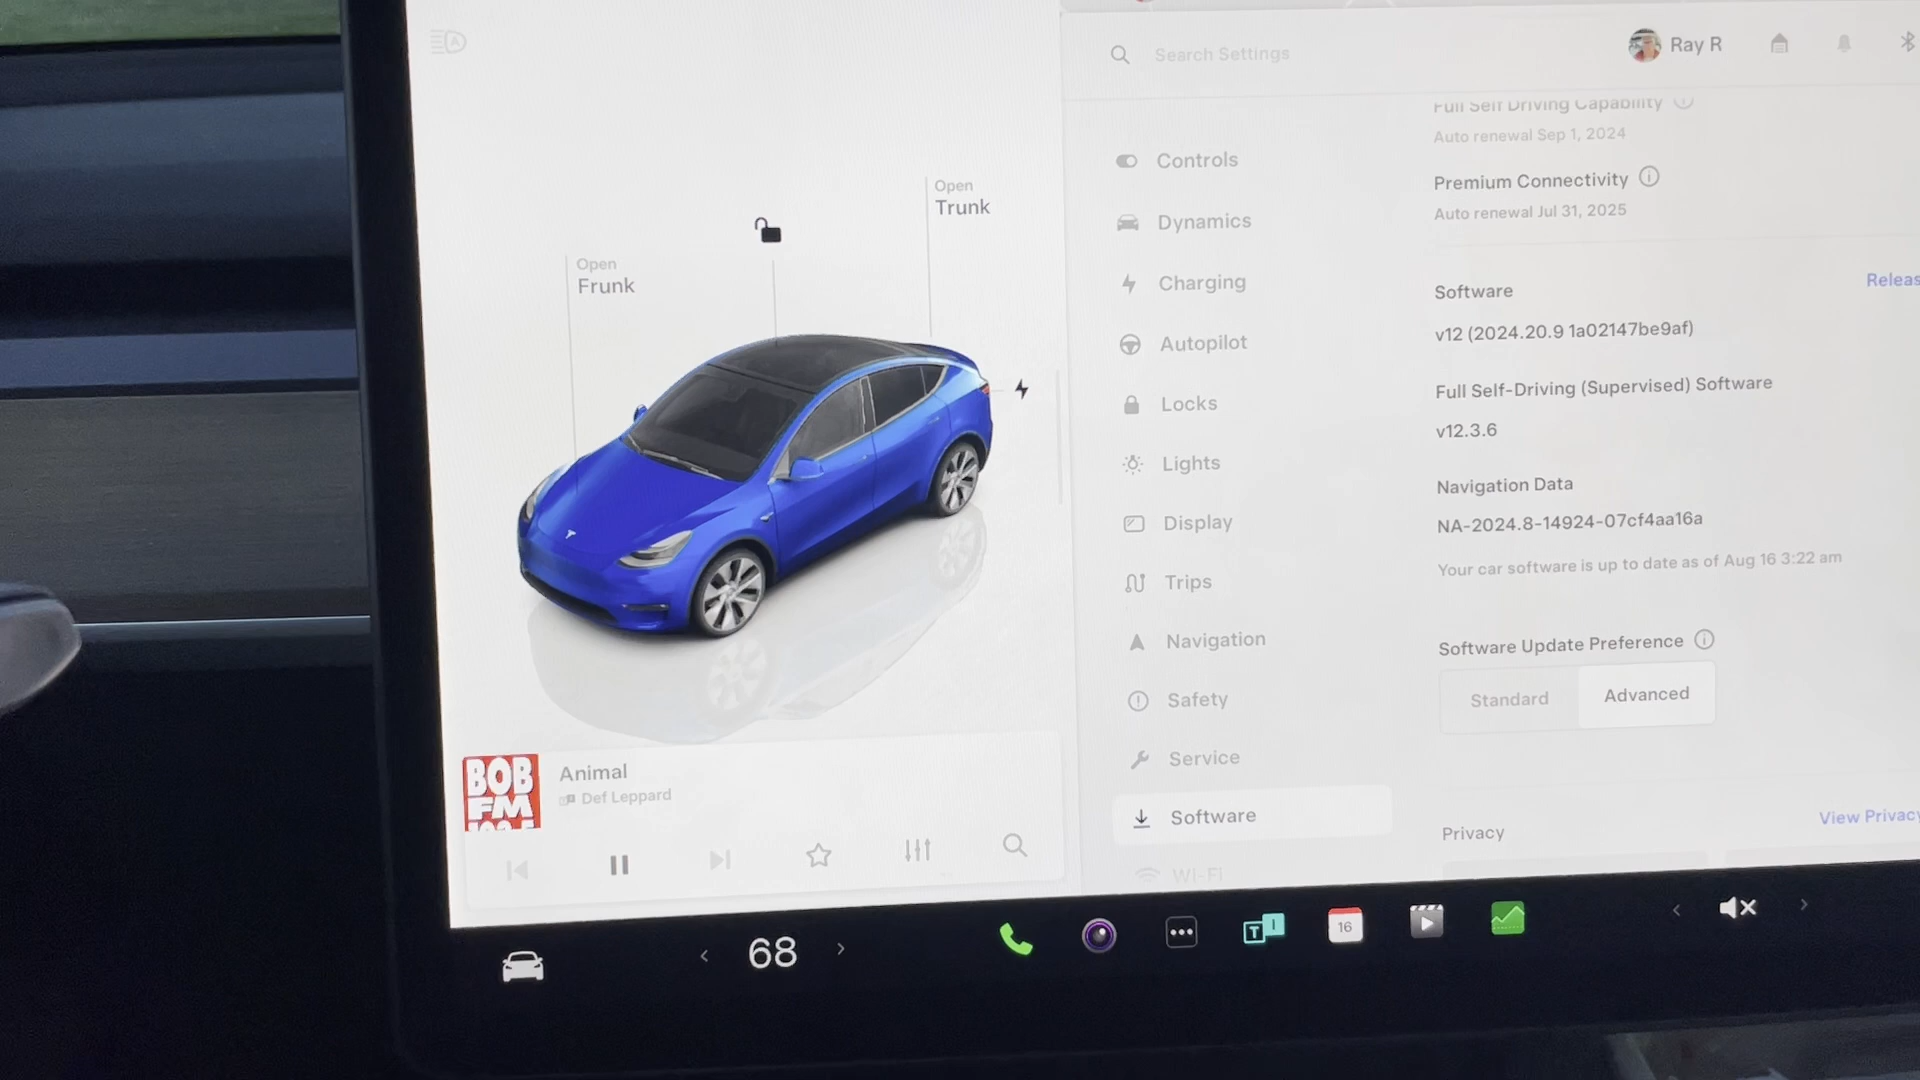 Search Settings
Ray R
Open
Trunk
Open
Frunk
BOB
FM
Animal
Def Leppard
Controls
Dynamics
Charging
Autopilot
Locks
Lights
Display
Trips
Navigation
Safety
Service
Software
Wi-Fi
Full Self Driving Capability
Auto renewal Sep 1, 2024
Premium Connectivity
Auto renewal Jul 31, 2025
Software
Releas
v12 (2024.20.9 1a02147be9af)
Full Self-Driving (Supervised) Software
v12.3.6
Navigation Data
NA-2024.8-14924-07cf4aa16a
Your car software is up to date as of Aug 16 3:22 am
Software Update Preference
Standard
Advanced
Privacy
View Privacy
68
T
16